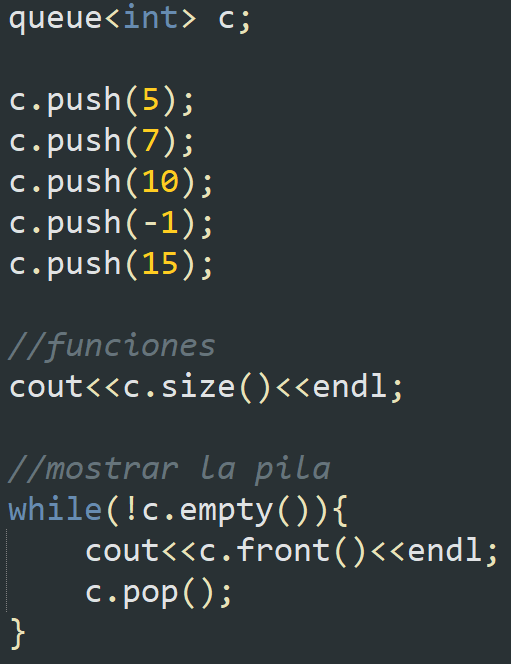 queue<int> c;
c.push(5);
c.push(7);
c.push(10);
c.push(-1);
c.push(15);
//funciones
cout<<c.size()<<endl;
//mostrar la pila
while(!c.empty()){
    cout<<c.front()<<endl;
    c.pop();
}